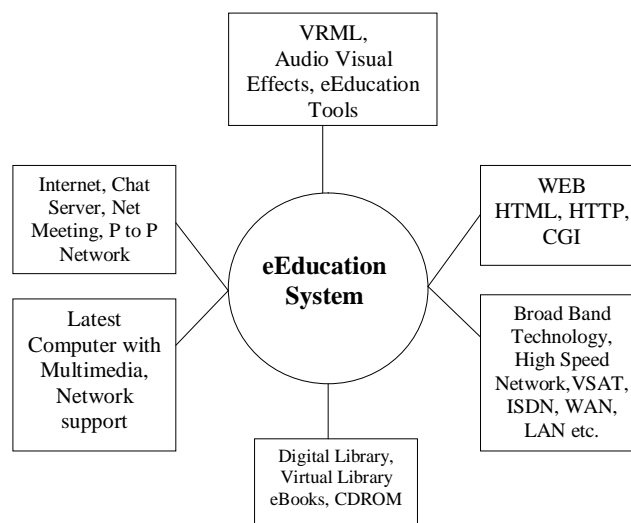 VRML,
Audio Visual
Effects, eEducation
Tools
Internet, Chat
Server, Net
Meeting, P to P
Network
WEB
HTML, HTTP,
CGI
eEducation
System
Latest
Computer with
Multimedia,
Network
support
Broad Band
Technology,
High Speed
Network,VSAT,
ISDN, WAN,
LAN etc.
Digital Library,
Virtual Library
eBooks, CDROM